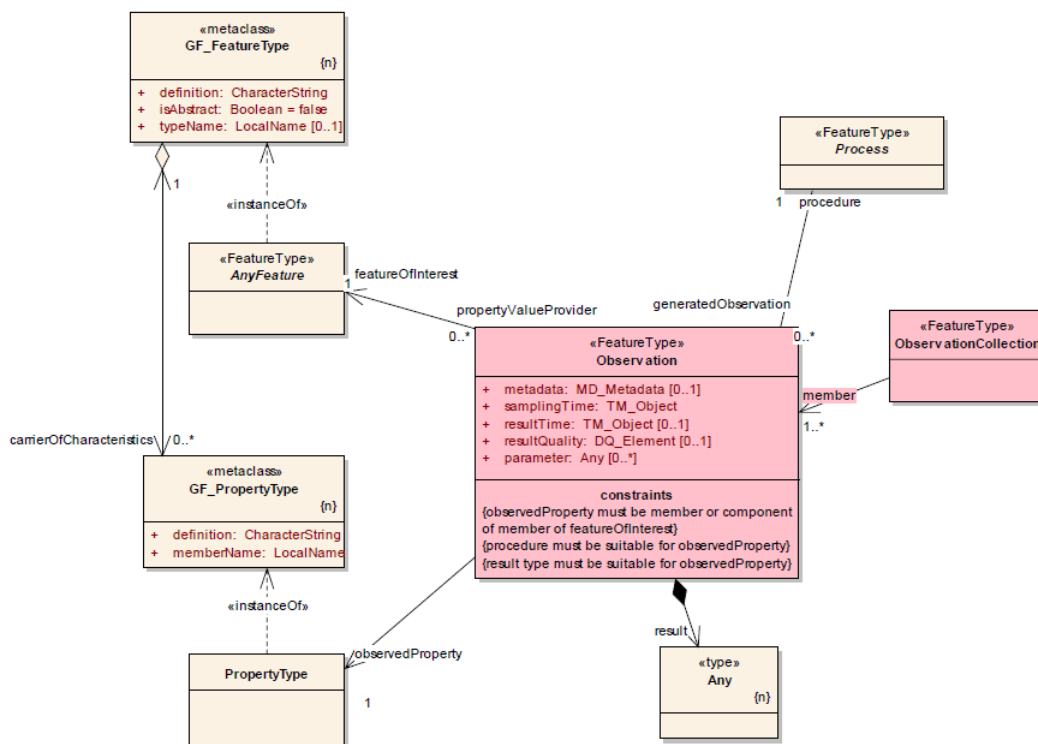 «metaclass»
GF_FeatureType
{n}
+ definition: CharacterString
+ isAbstract: Boolean = false
+ typeName: LocalName [0..1]
1
«instanceOf»
«FeatureType»
AnyFeature
1
featureOfInterest
propertyValueProvider
0..*
«FeatureType»
Process
1
procedure
generatedObservation
0..*
«FeatureType»
Observation
+ metadata: MD_Metadata [0..1]
+ samplingTime: TM_Object
+ resultTime: TM_Object [0..1]
+ resultQuality: DQ_Element [0..1]
+ parameter: Any [0..*]
constraints
{observedProperty must be member or component
of member of featureOfInterest}
{procedure must be suitable for observedProperty}
{result type must be suitable for observedProperty}
«FeatureType»
ObservationCollection
member
1..*
carrierOfCharacteristics
0..*
«metaclass»
GF_PropertyType
{n}
+ definition: CharacterString
+ memberName: LocalName
«instanceOf»
PropertyType
observedProperty
1
result
«type»
Any
{n}